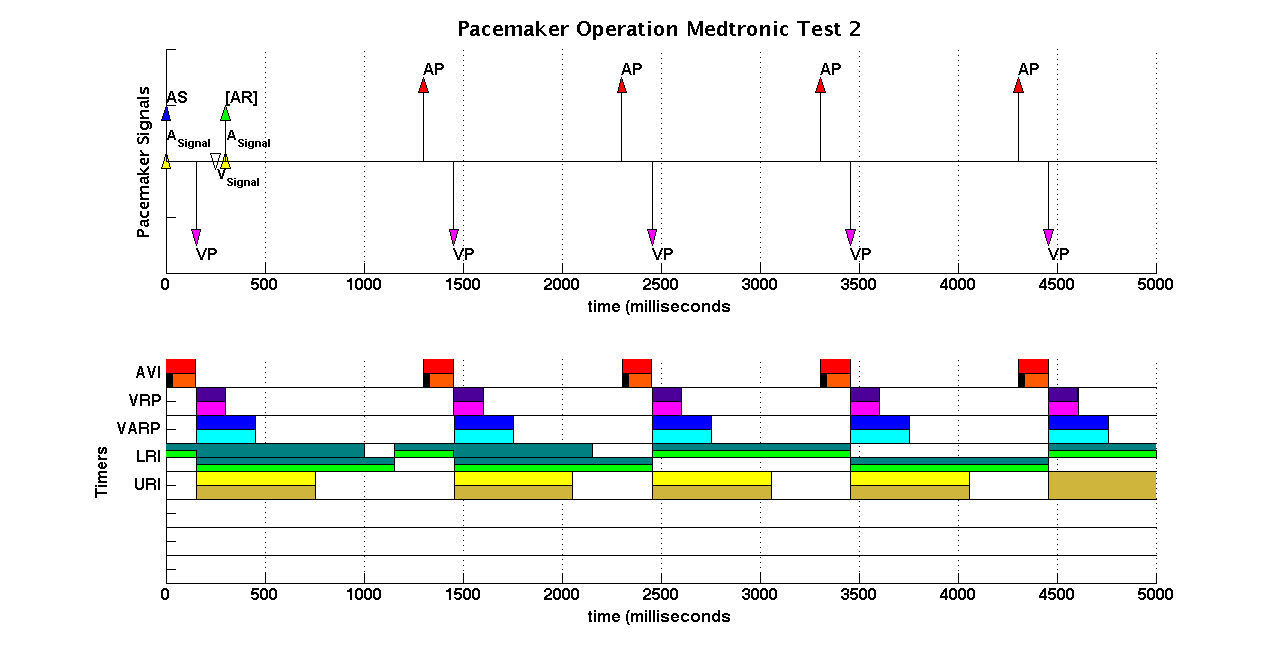 Pacemaker Operation Medtronic Test 2
Pacemaker Signals
AP AP AP AP
AS [AR]
A Signal A Signal
V Signal
VP VP VP VP VP
0 500 1000 1500 2000 2500 3000 3500 4000 4500 5000
time (milliseconds
Timers
AVI
VRP
VARP
LRI
URI
0 500 1000 1500 2000 2500 3000 3500 4000 4500 5000
time (milliseconds